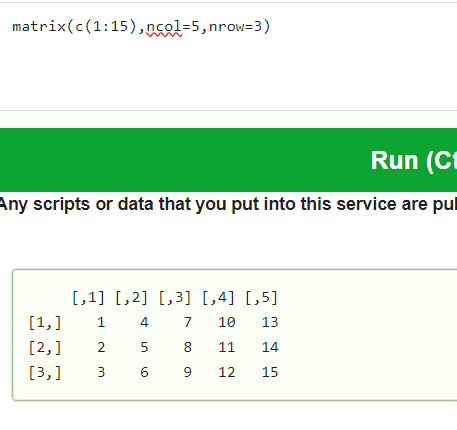 matrix(c(1:15),ncol=5,nrow=3)
Run (Ct
Any scripts or data that you put into this service are pul
[,1] [,2] [,3] [,4] [,5]
[1,] 1 4 7 10 13
[2,] 2 5 8 11 14
[3,] 3 6 9 12 15